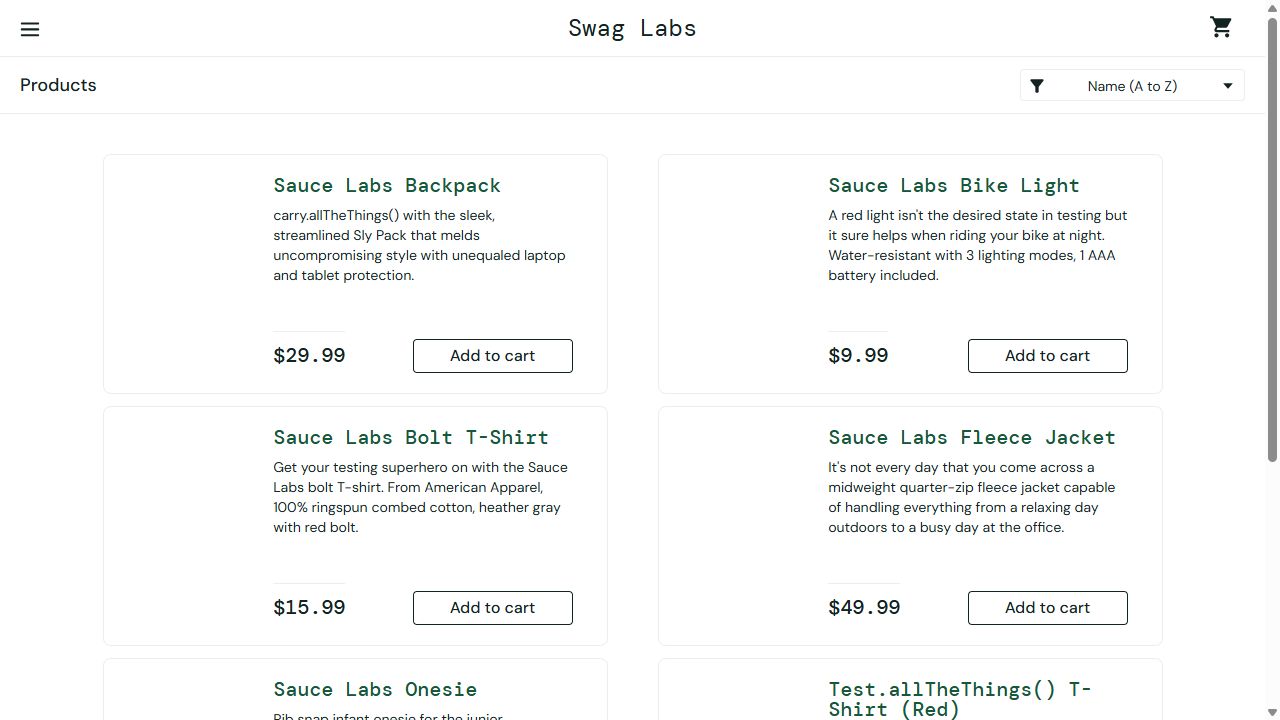 Swag Labs
Products
Name (A to Z)
Sauce Labs Backpack
carry.allTheThings() with the sleek,
streamlined Sly Pack that melds
uncompromising style with unequaled laptop
and tablet protection.
$29.99
Add to cart
Sauce Labs Bike Light
A red light isn't the desired state in testing but
it sure helps when riding your bike at night.
Water-resistant with 3 lighting modes, 1 AAA
battery included.
$9.99
Add to cart
Sauce Labs Bolt T-Shirt
Get your testing superhero on with the Sauce
Labs bolt T-shirt. From American Apparel,
100% ringspun combed cotton, heather gray
with red bolt.
$15.99
Add to cart
Sauce Labs Fleece Jacket
It's not every day that you come across a
midweight quarter-zip fleece jacket capable
of handling everything from a relaxing day
outdoors to a busy day at the office.
$49.99
Add to cart
Sauce Labs Onesie
Rib snap infant onesie for the junior
Test.allTheThings() T-
Shirt (Red)